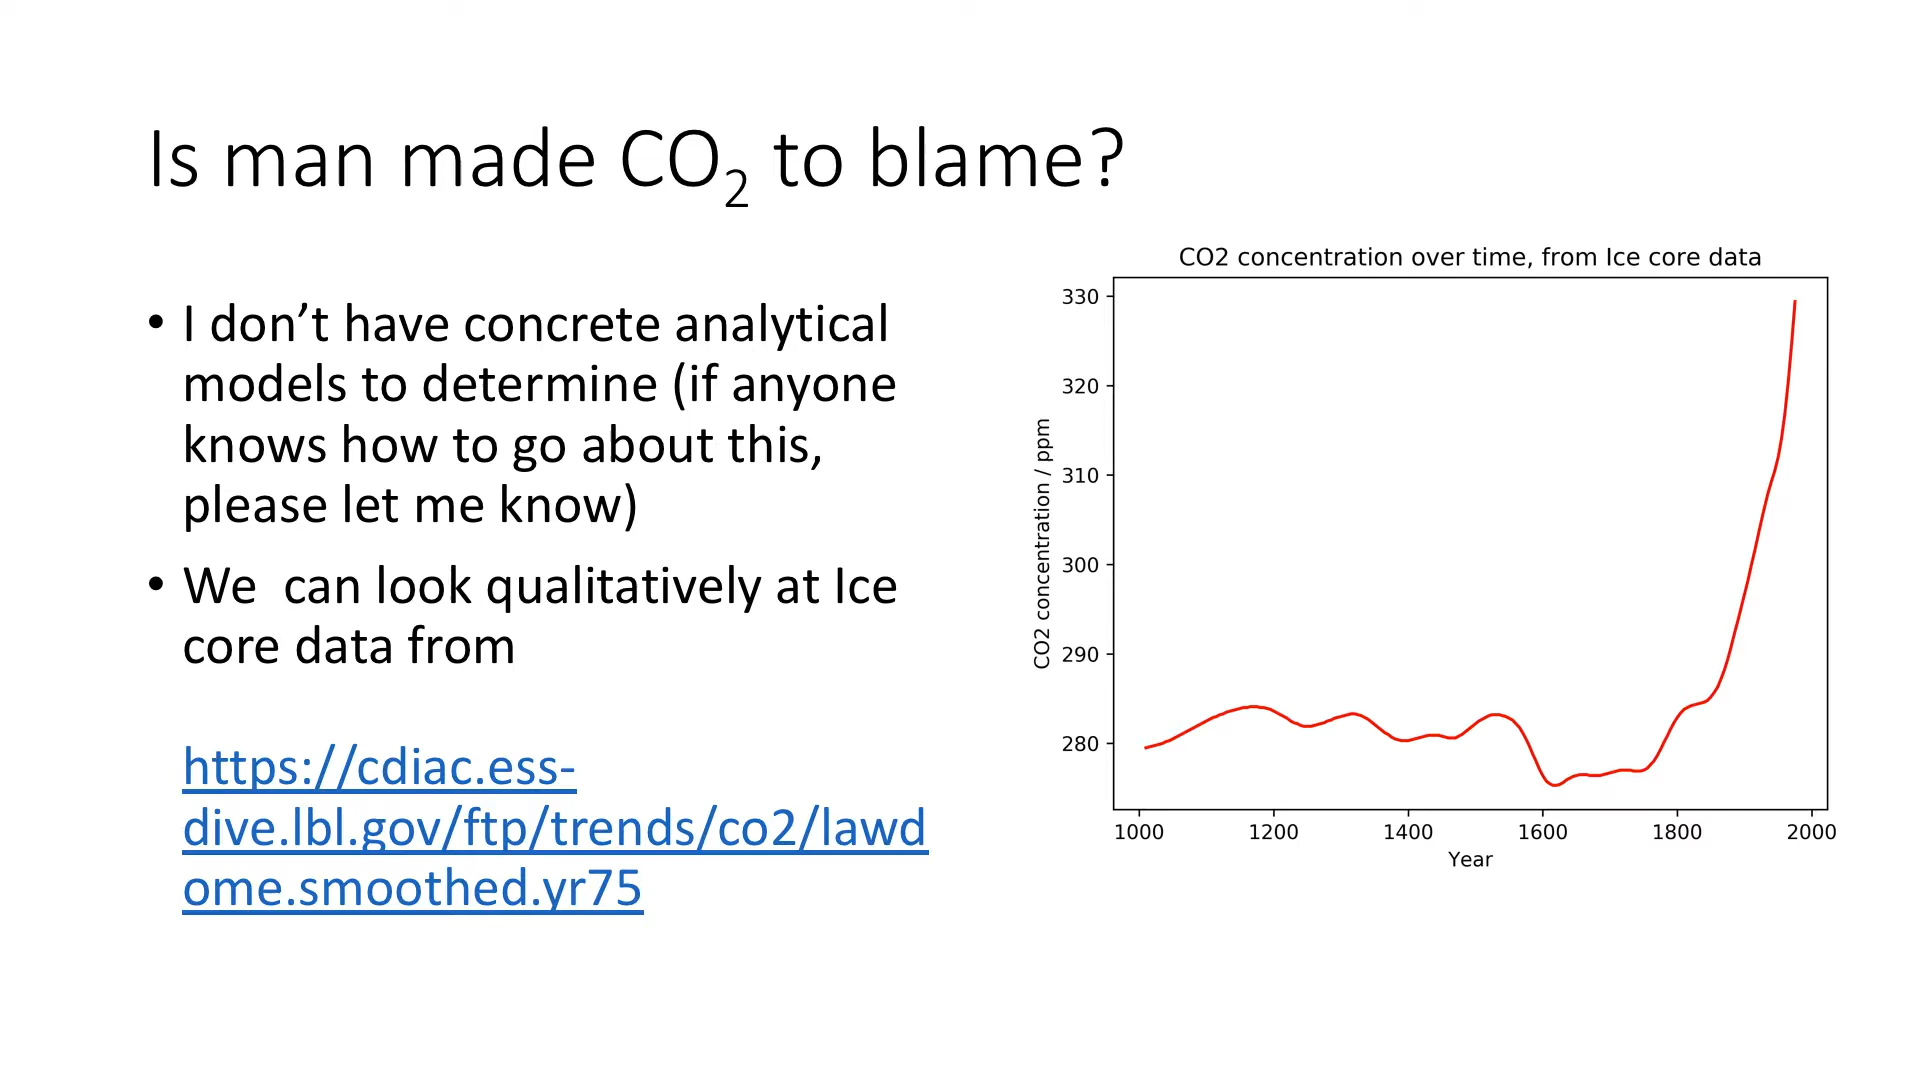 Is man made CO₂ to blame?
• I don’t have concrete analytical
models to determine (if anyone
knows how to go about this,
please let me know)
• We  can look qualitatively at Ice
core data from
https://cdiac.ess-
dive.lbl.gov/ftp/trends/co2/lawd
ome.smoothed.yr75
CO2 concentration over time, from Ice core data
CO2 concentration / ppm
330
320
310
300
290
280
1000 1200 1400 1600 1800 2000
Year